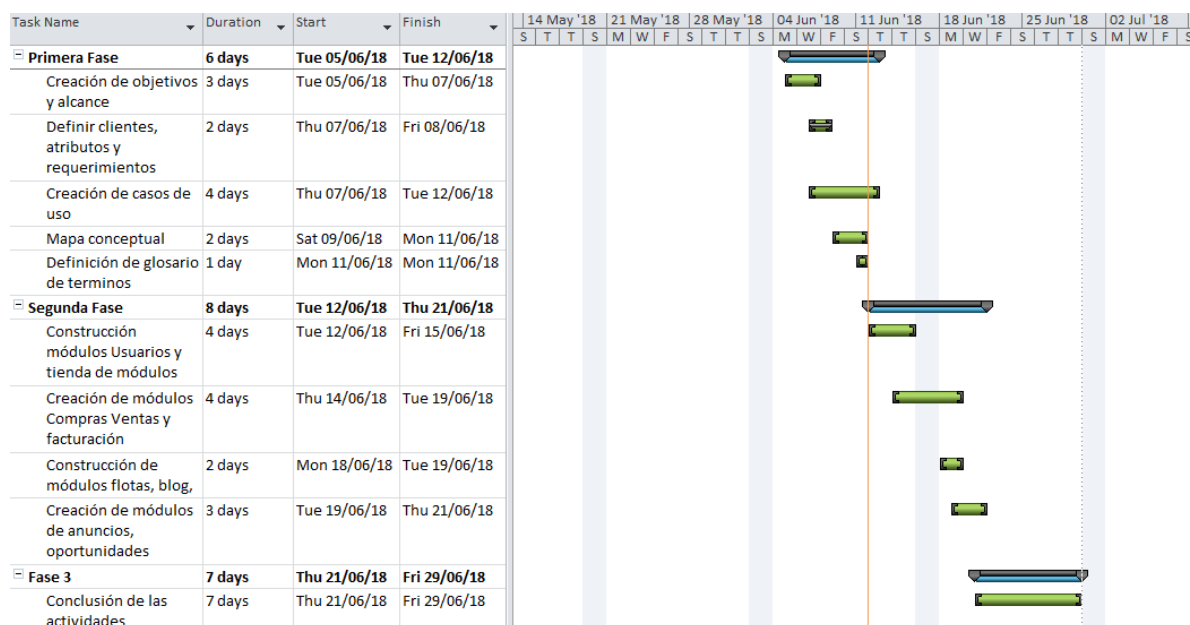 Task Name Duration Start Finish 14 May '18 21 May '18 28 May '18 04 Jun '18 11 Jun '18 18 Jun '18 25 Jun '18 02 Jul '18
S T T S M W F S T T S M W F S T T S M W F S T T S M W F S
Primera Fase 6 days Tue 05/06/18 Tue 12/06/18
Creación de objetivos 3 days Tue 05/06/18 Thu 07/06/18
y alcance
Definir clientes, 2 days Thu 07/06/18 Fri 08/06/18
atributos y
requerimientos
Creación de casos de 4 days Thu 07/06/18 Tue 12/06/18
uso
Mapa conceptual 2 days Sat 09/06/18 Mon 11/06/18
Definición de glosario 1 day Mon 11/06/18 Mon 11/06/18
de terminos
Segunda Fase 8 days Tue 12/06/18 Thu 21/06/18
Construcción 4 days Tue 12/06/18 Fri 15/06/18
módulos Usuarios y
tienda de módulos
Creación de módulos 4 days Thu 14/06/18 Tue 19/06/18
Compras Ventas y
facturación
Construcción de 2 days Mon 18/06/18 Tue 19/06/18
módulos flotas, blog,
Creación de módulos 3 days Tue 19/06/18 Thu 21/06/18
de anuncios,
oportunidades
Fase 3 7 days Thu 21/06/18 Fri 29/06/18
Conclusión de las 7 days Thu 21/06/18 Fri 29/06/18
actividades